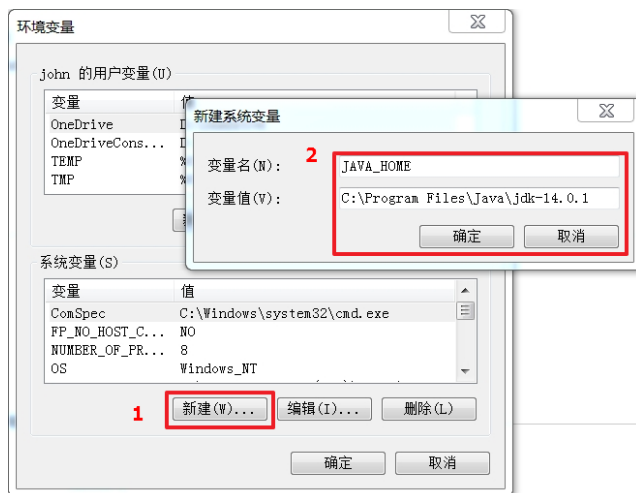 环境变量
john 的用户变量(U)
变量 值
OneDrive
OneDriveCons...
TEMP
TMP
新建系统变量
2
变量名(N): JAVA_HOME
变量值(V): C:\Program Files\Java\jdk-14.0.1
确定 取消
系统变量(S)
变量 值
ComSpec C:\Windows\system32\cmd.exe
FP_NO_HOST_C... NO
NUMBER_OF_PR... 8
OS Windows_NT
1
新建(W)... 编辑(I)... 删除(L)
确定 取消